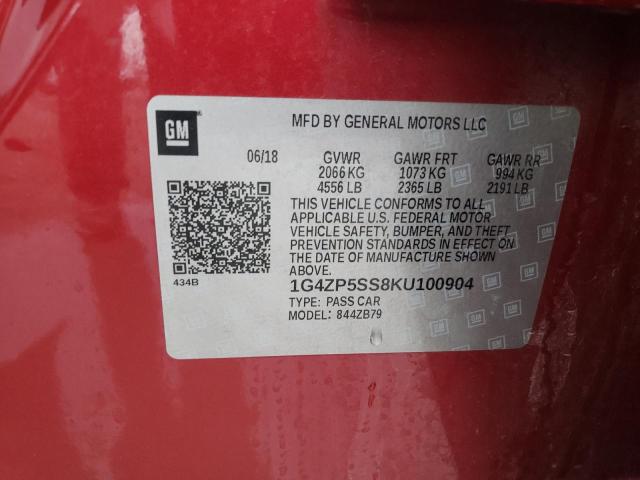 GM
MFD BY GENERAL MOTORS LLC
06/18 GVWR GAWR FRT GAWR RR
2066 KG 1073 KG 994 KG
4556 LB 2365 LB 2191 LB
THIS VEHICLE CONFORMS TO ALL
APPLICABLE U.S. FEDERAL MOTOR
VEHICLE SAFETY, BUMPER, AND THEFT
PREVENTION STANDARDS IN EFFECT ON
THE DATE OF MANUFACTURE SHOWN
ABOVE.
434B
1G4ZP5SS8KU100904
TYPE: PASS CAR
MODEL: 844ZB79